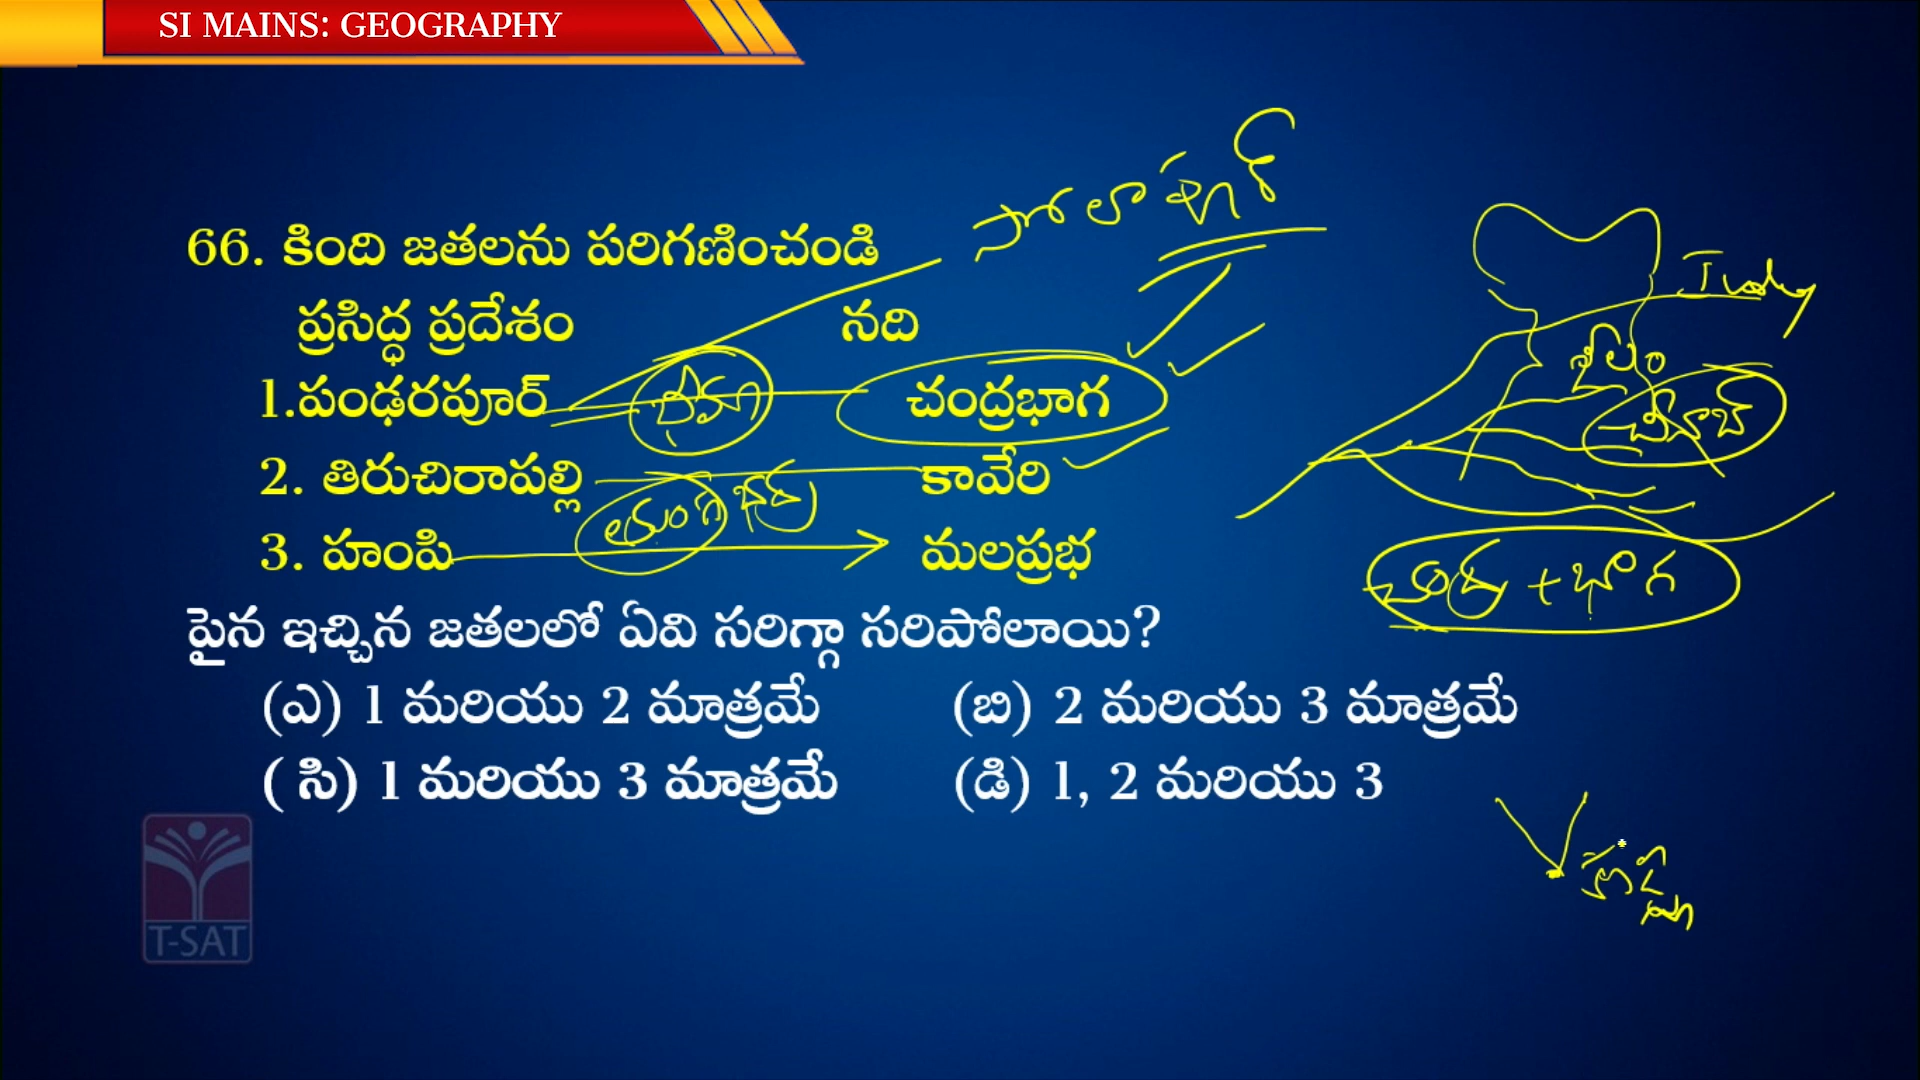 SI MAINS: GEOGRAPHY
సోలాపూర్
66. కింది జతలను పరిగణించండి
ప్రసిద్ధ ప్రదేశం నది
1.పంఢరపూర్ భీమా చంద్రభాగ
2. తిరుచిరాపల్లి కావేరి
తుంగభద్ర
3. హంపి మలప్రభ
జీలం
చీనాబ్
చంద్ర + భాగ
పైన ఇచ్చిన జతలలో ఏవి సరిగ్గా సరిపోలాయి?
(ఎ) 1 మరియు 2 మాత్రమే (బి) 2 మరియు 3 మాత్రమే
( సి) 1 మరియు 3 మాత్రమే (డి) 1, 2 మరియు 3
T-SAT